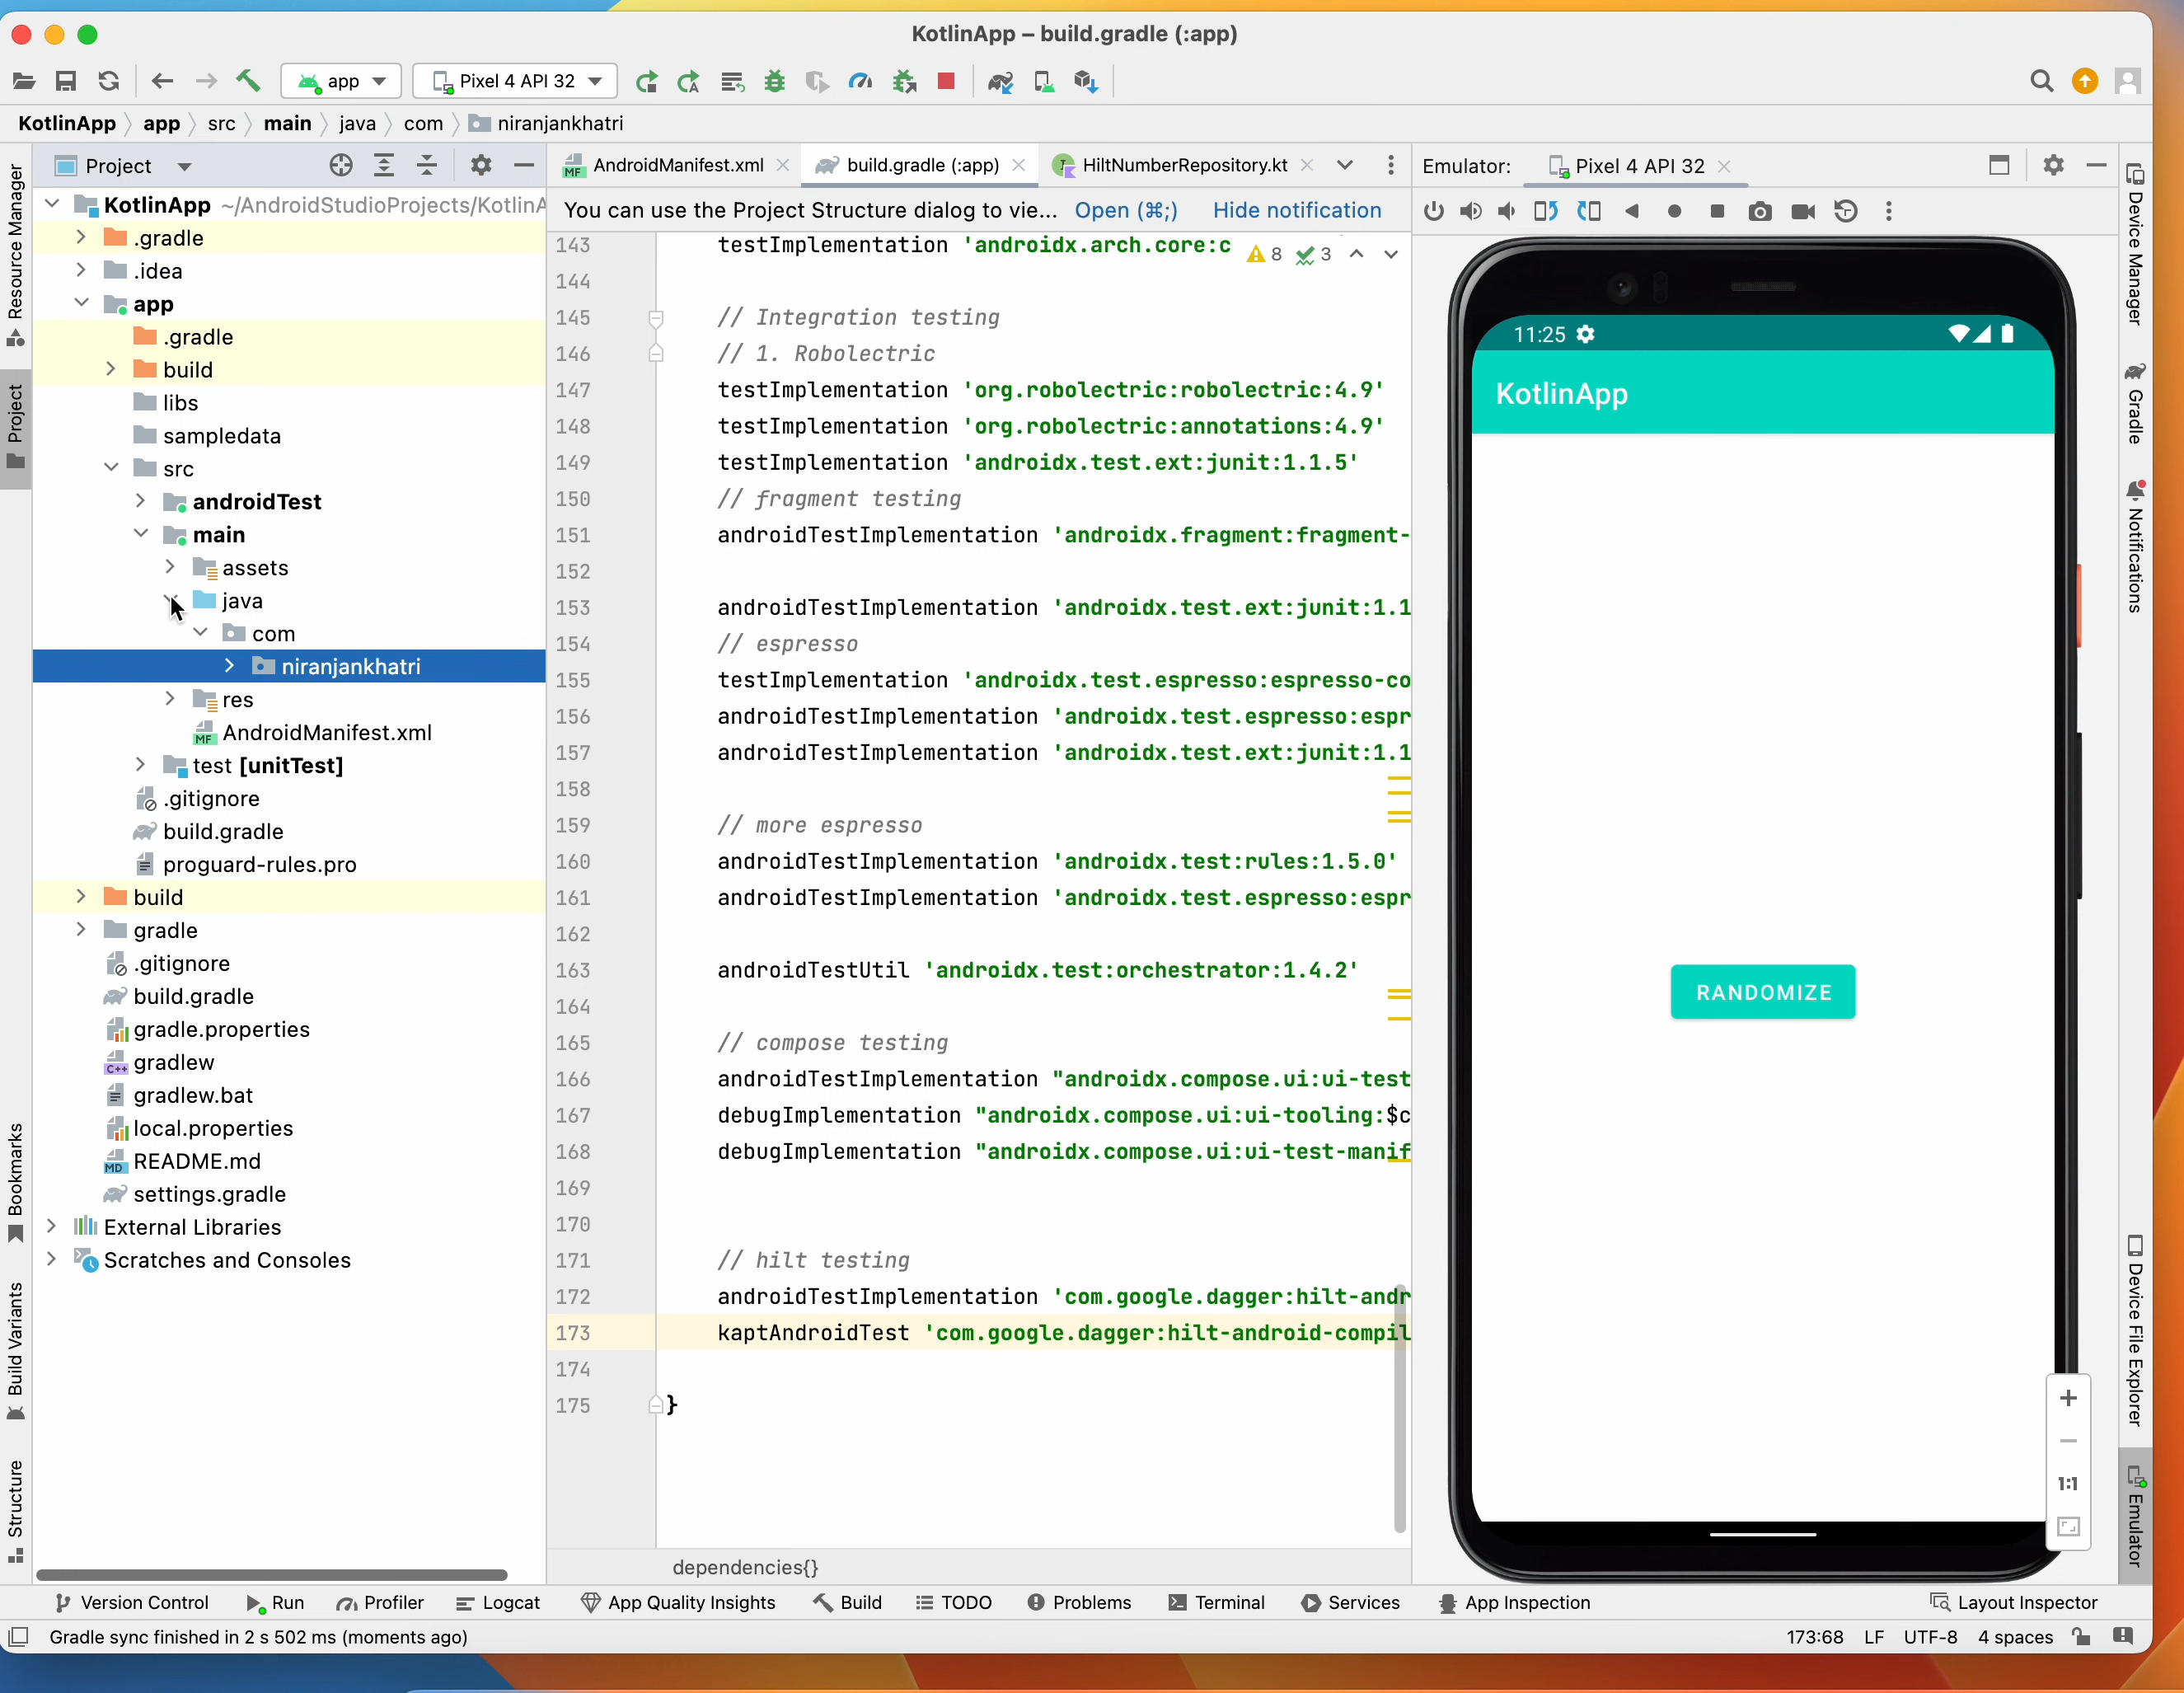 KotlinApp – build.gradle (:app)
app
Pixel 4 API 32
KotlinApp
app
src
main
java
com
niranjankhatri
Resource Manager
Project
Bookmarks
Build Variants
Structure
Project
KotlinApp ~/AndroidStudioProjects/KotlinA
.gradle
.idea
app
.gradle
build
libs
sampledata
src
androidTest
main
assets
java
com
niranjankhatri
res
MF AndroidManifest.xml
test [unitTest]
.gitignore
build.gradle
proguard-rules.pro
build
gradle
.gitignore
build.gradle
gradle.properties
C++ gradlew
gradlew.bat
local.properties
MD README.md
settings.gradle
External Libraries
Scratches and Consoles
MF AndroidManifest.xml
build.gradle (:app)
HiltNumberRepository.kt
You can use the Project Structure dialog to vie... Open (⌘;) Hide notification
8 3
143 testImplementation 'androidx.arch.core:c
144
145 // Integration testing
146 // 1. Robolectric
147 testImplementation 'org.robolectric:robolectric:4.9'
148 testImplementation 'org.robolectric:annotations:4.9'
149 testImplementation 'androidx.test.ext:junit:1.1.5'
150 // fragment testing
151 androidTestImplementation 'androidx.fragment:fragment-
152
153 androidTestImplementation 'androidx.test.ext:junit:1.1
154 // espresso
155 testImplementation 'androidx.test.espresso:espresso-co
156 androidTestImplementation 'androidx.test.espresso:espr
157 androidTestImplementation 'androidx.test.ext:junit:1.1
158
159 // more espresso
160 androidTestImplementation 'androidx.test:rules:1.5.0'
161 androidTestImplementation 'androidx.test.espresso:espr
162
163 androidTestUtil 'androidx.test:orchestrator:1.4.2'
164
165 // compose testing
166 androidTestImplementation "androidx.compose.ui:ui-test
167 debugImplementation "androidx.compose.ui:ui-tooling:$c
168 debugImplementation "androidx.compose.ui:ui-test-manif
169
170
171 // hilt testing
172 androidTestImplementation 'com.google.dagger:hilt-andr
173 kaptAndroidTest 'com.google.dagger:hilt-android-compil
174
175 }
dependencies{}
Emulator:
Pixel 4 API 32
11:25
KotlinApp
RANDOMIZE
1:1
Device Manager
Gradle
Notifications
Device File Explorer
Emulator
Version Control
Run
Profiler
Logcat
App Quality Insights
Build
TODO
Problems
Terminal
Services
App Inspection
Layout Inspector
Gradle sync finished in 2 s 502 ms (moments ago)
173:68 LF UTF-8 4 spaces